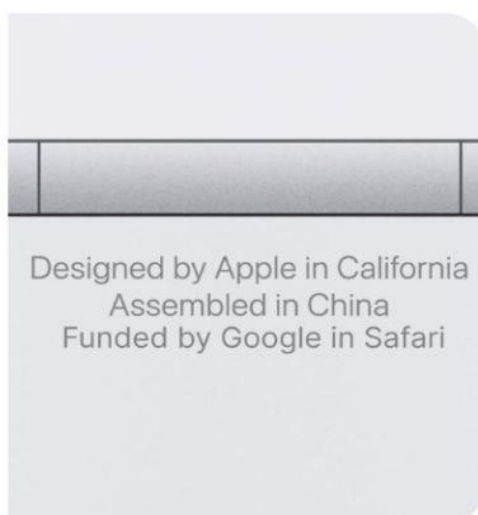 Designed by Apple in California
Assembled in China
Funded by Google in Safari